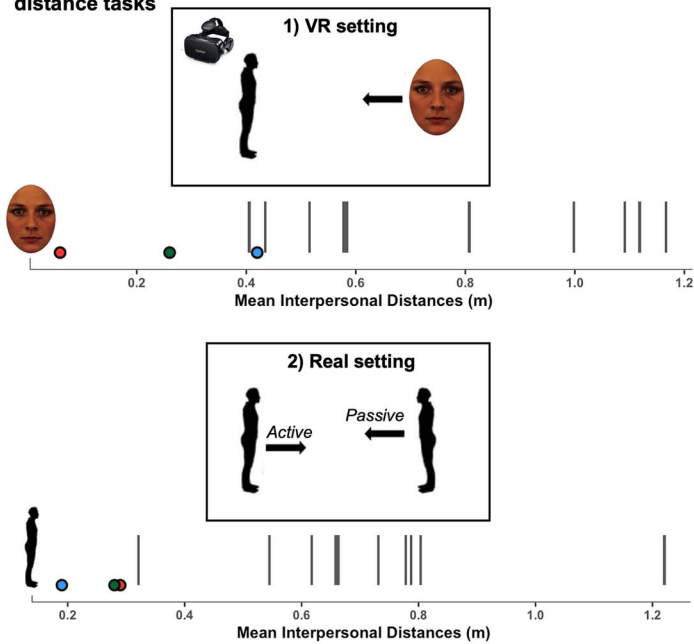 distance tasks
1) VR setting
0.2 0.4 0.6 0.8 1.0 1.2
Mean Interpersonal Distances (m)
2) Real setting
Passive
Active
0.2 0.4 0.6 0.8 1.0 1.2
Mean Interpersonal Distances (m)